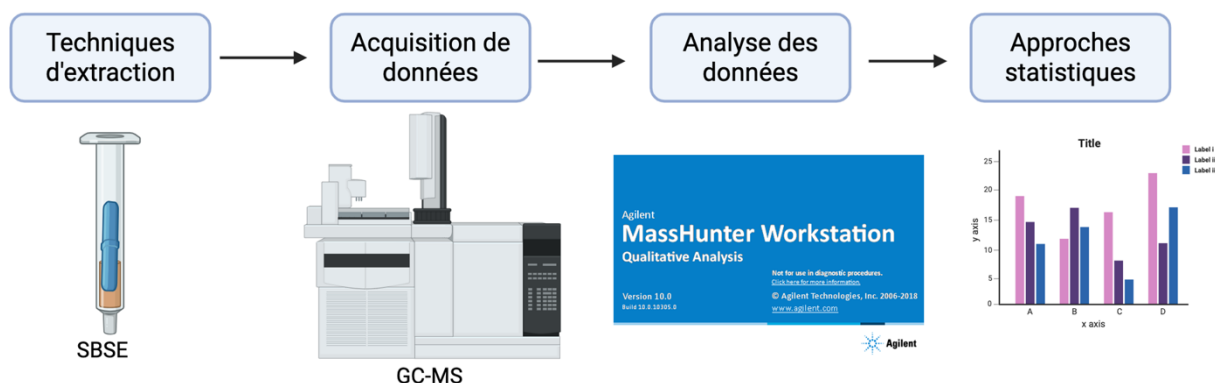 Techniques
d'extraction
Acquisition de
données
Analyse des
données
Approches
statistiques
SBSE
GC-MS
Agilent
MassHunter Workstation
Qualitative Analysis
Not for use in diagnostic procedures.
Click here for more information.
Version 10.0
Build 10.0.10305.0
© Agilent Technologies, Inc. 2006-2018
www.agilent.com
Agilent
Title
Label i
Label ii
Label ii
y axis
25
20
15
10
5
0
A B C D
x axis